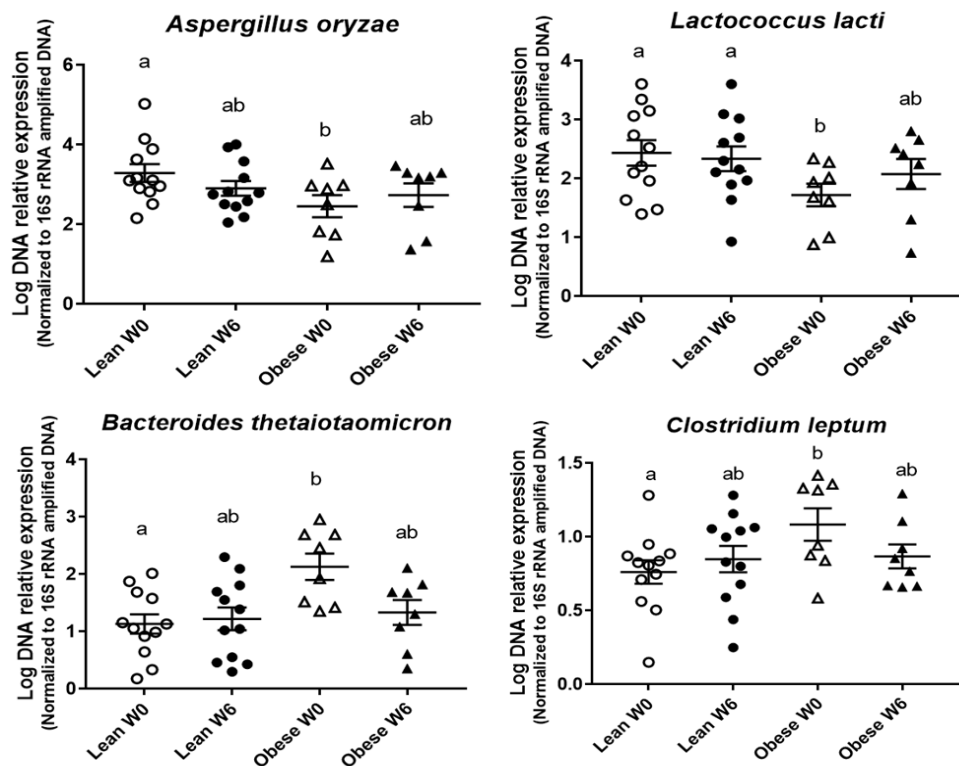 Aspergillus oryzae
Log DNA relative expression
(Normalized to 16S rRNA amplified DNA)
6
4
2
0
a
ab
b
ab
Lean W0
Lean W6
Obese W0
Obese W6
Lactococcus lacti
Log DNA relative expression
(Normalized to 16S rRNA amplified DNA)
4
3
2
1
0
a
a
b
ab
Lean W0
Lean W6
Obese W0
Obese W6
Bacteroides thetaiotaomicron
Log DNA relative expression
(Normalized to 16S rRNA amplified DNA)
4
3
2
1
0
a
ab
b
ab
Lean W0
Lean W6
Obese W0
Obese W6
Clostridium leptum
Log DNA relative expression
(Normalized to 16S rRNA amplified DNA)
1.5
1.0
0.5
0.0
a
ab
b
ab
Lean W0
Lean W6
Obese W0
Obese W6